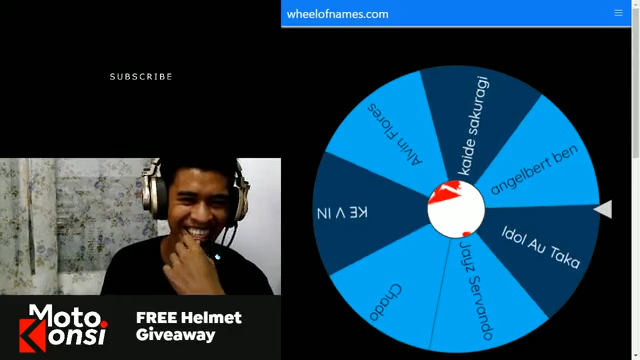 wheelofnames.com
SUBSCRIBE
kaide sakuragi
angelbert ben
Idol Au Taka
Jayz Servando
Chado
KE V IN
Alvin Flores
Moto
Konsi
FREE Helmet
Giveaway